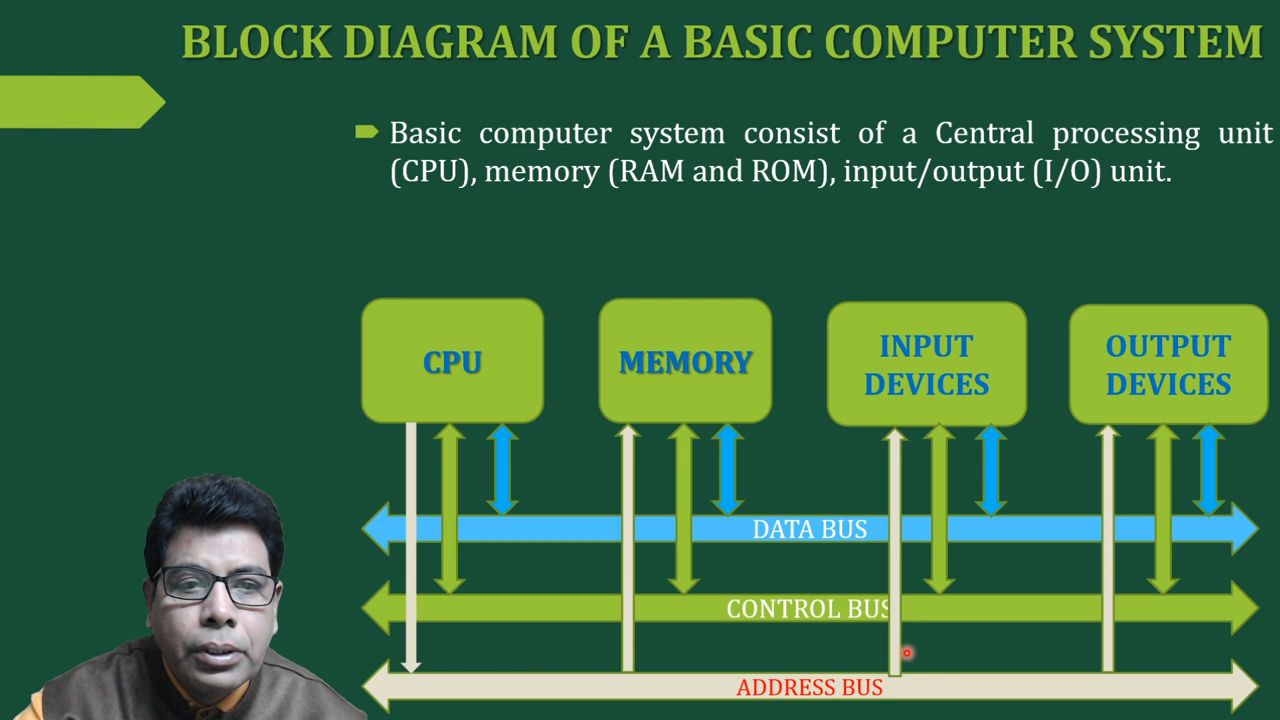 BLOCK DIAGRAM OF A BASIC COMPUTER SYSTEM
Basic computer system consist of a Central processing unit
(CPU), memory (RAM and ROM), input/output (I/O) unit.
CPU
MEMORY
INPUT
DEVICES
OUTPUT
DEVICES
DATA BUS
CONTROL BUS
ADDRESS BUS